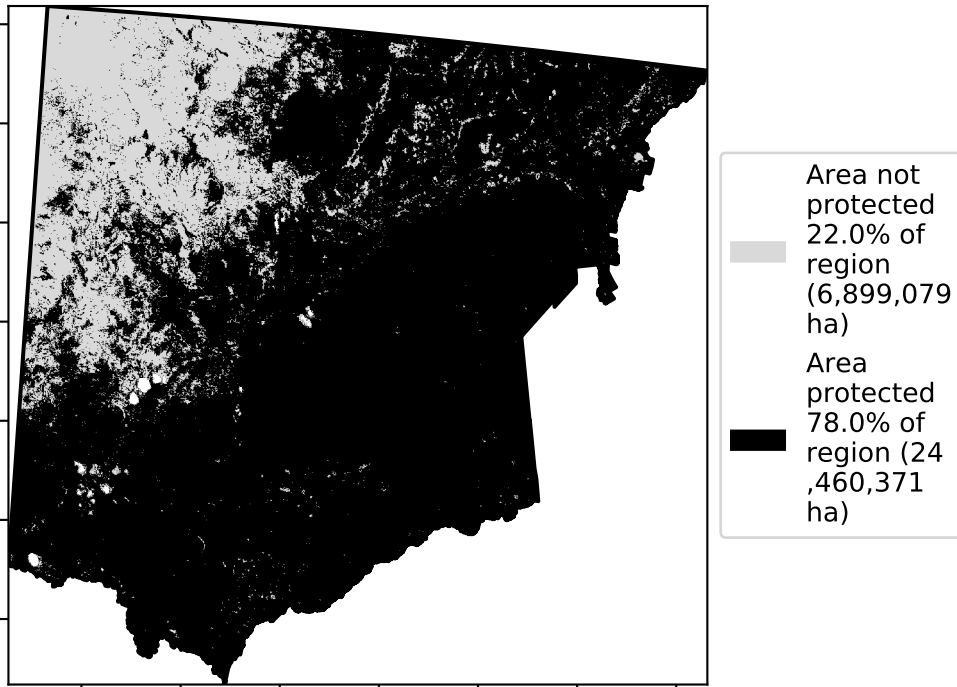 Area not
protected
22.0% of
region
(6,899,079
ha)
Area
protected
78.0% of
region (24
,460,371
ha)